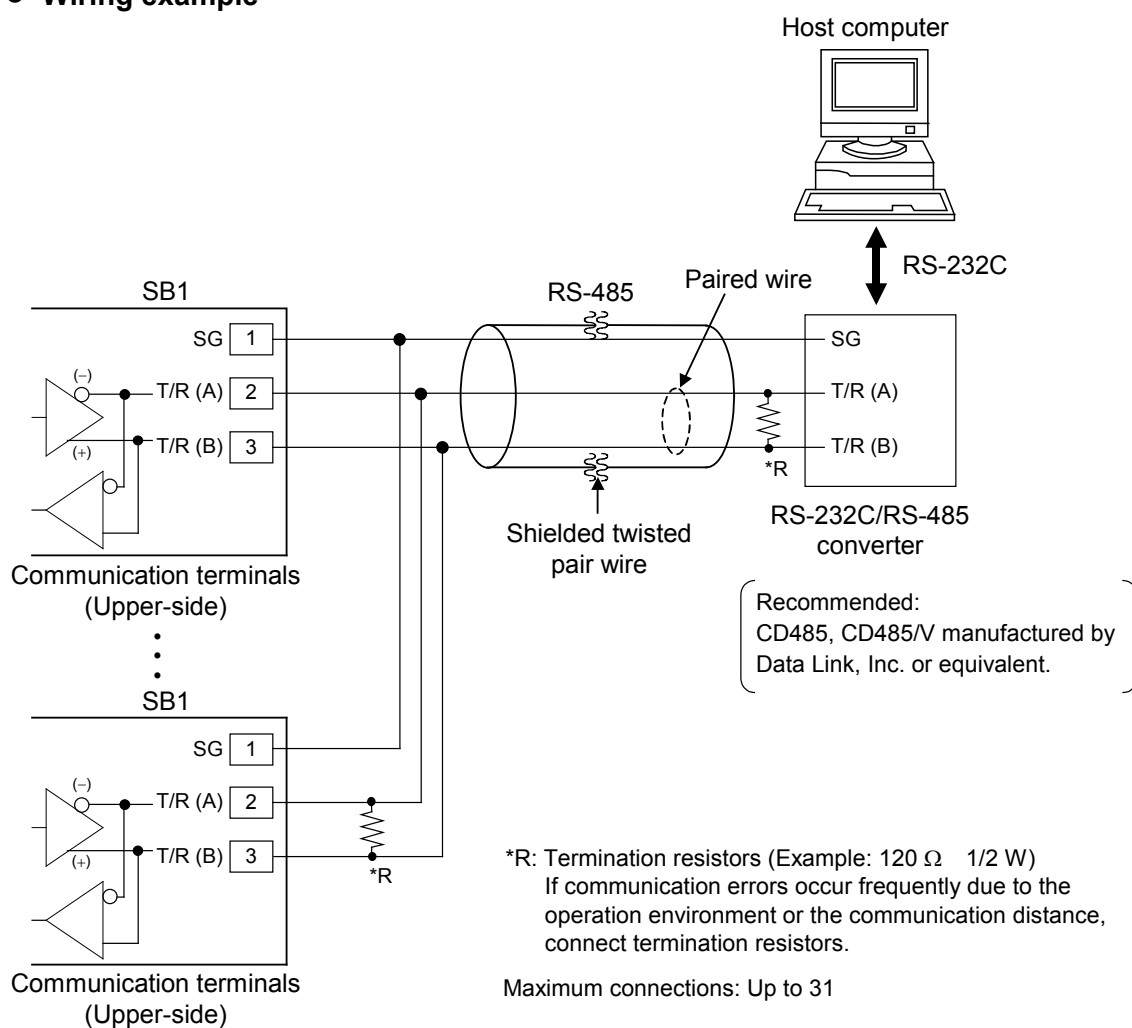 • Wiring example
Host computer
RS-232C
SB1
RS-485
Paired wire
SG 1
SG
(−)
T/R (A) 2
T/R (A)
T/R (B) 3
T/R (B)
(+)
*R
Shielded twisted
pair wire
RS-232C/RS-485
converter
Communication terminals
(Upper-side)
Recommended:
CD485, CD485/V manufactured by
Data Link, Inc. or equivalent.
SB1
SG 1
(−)
T/R (A) 2
T/R (B) 3
(+)
*R
*R: Termination resistors (Example: 120 Ω 1/2 W)
If communication errors occur frequently due to the
operation environment or the communication distance,
connect termination resistors.
Communication terminals
(Upper-side)
Maximum connections: Up to 31